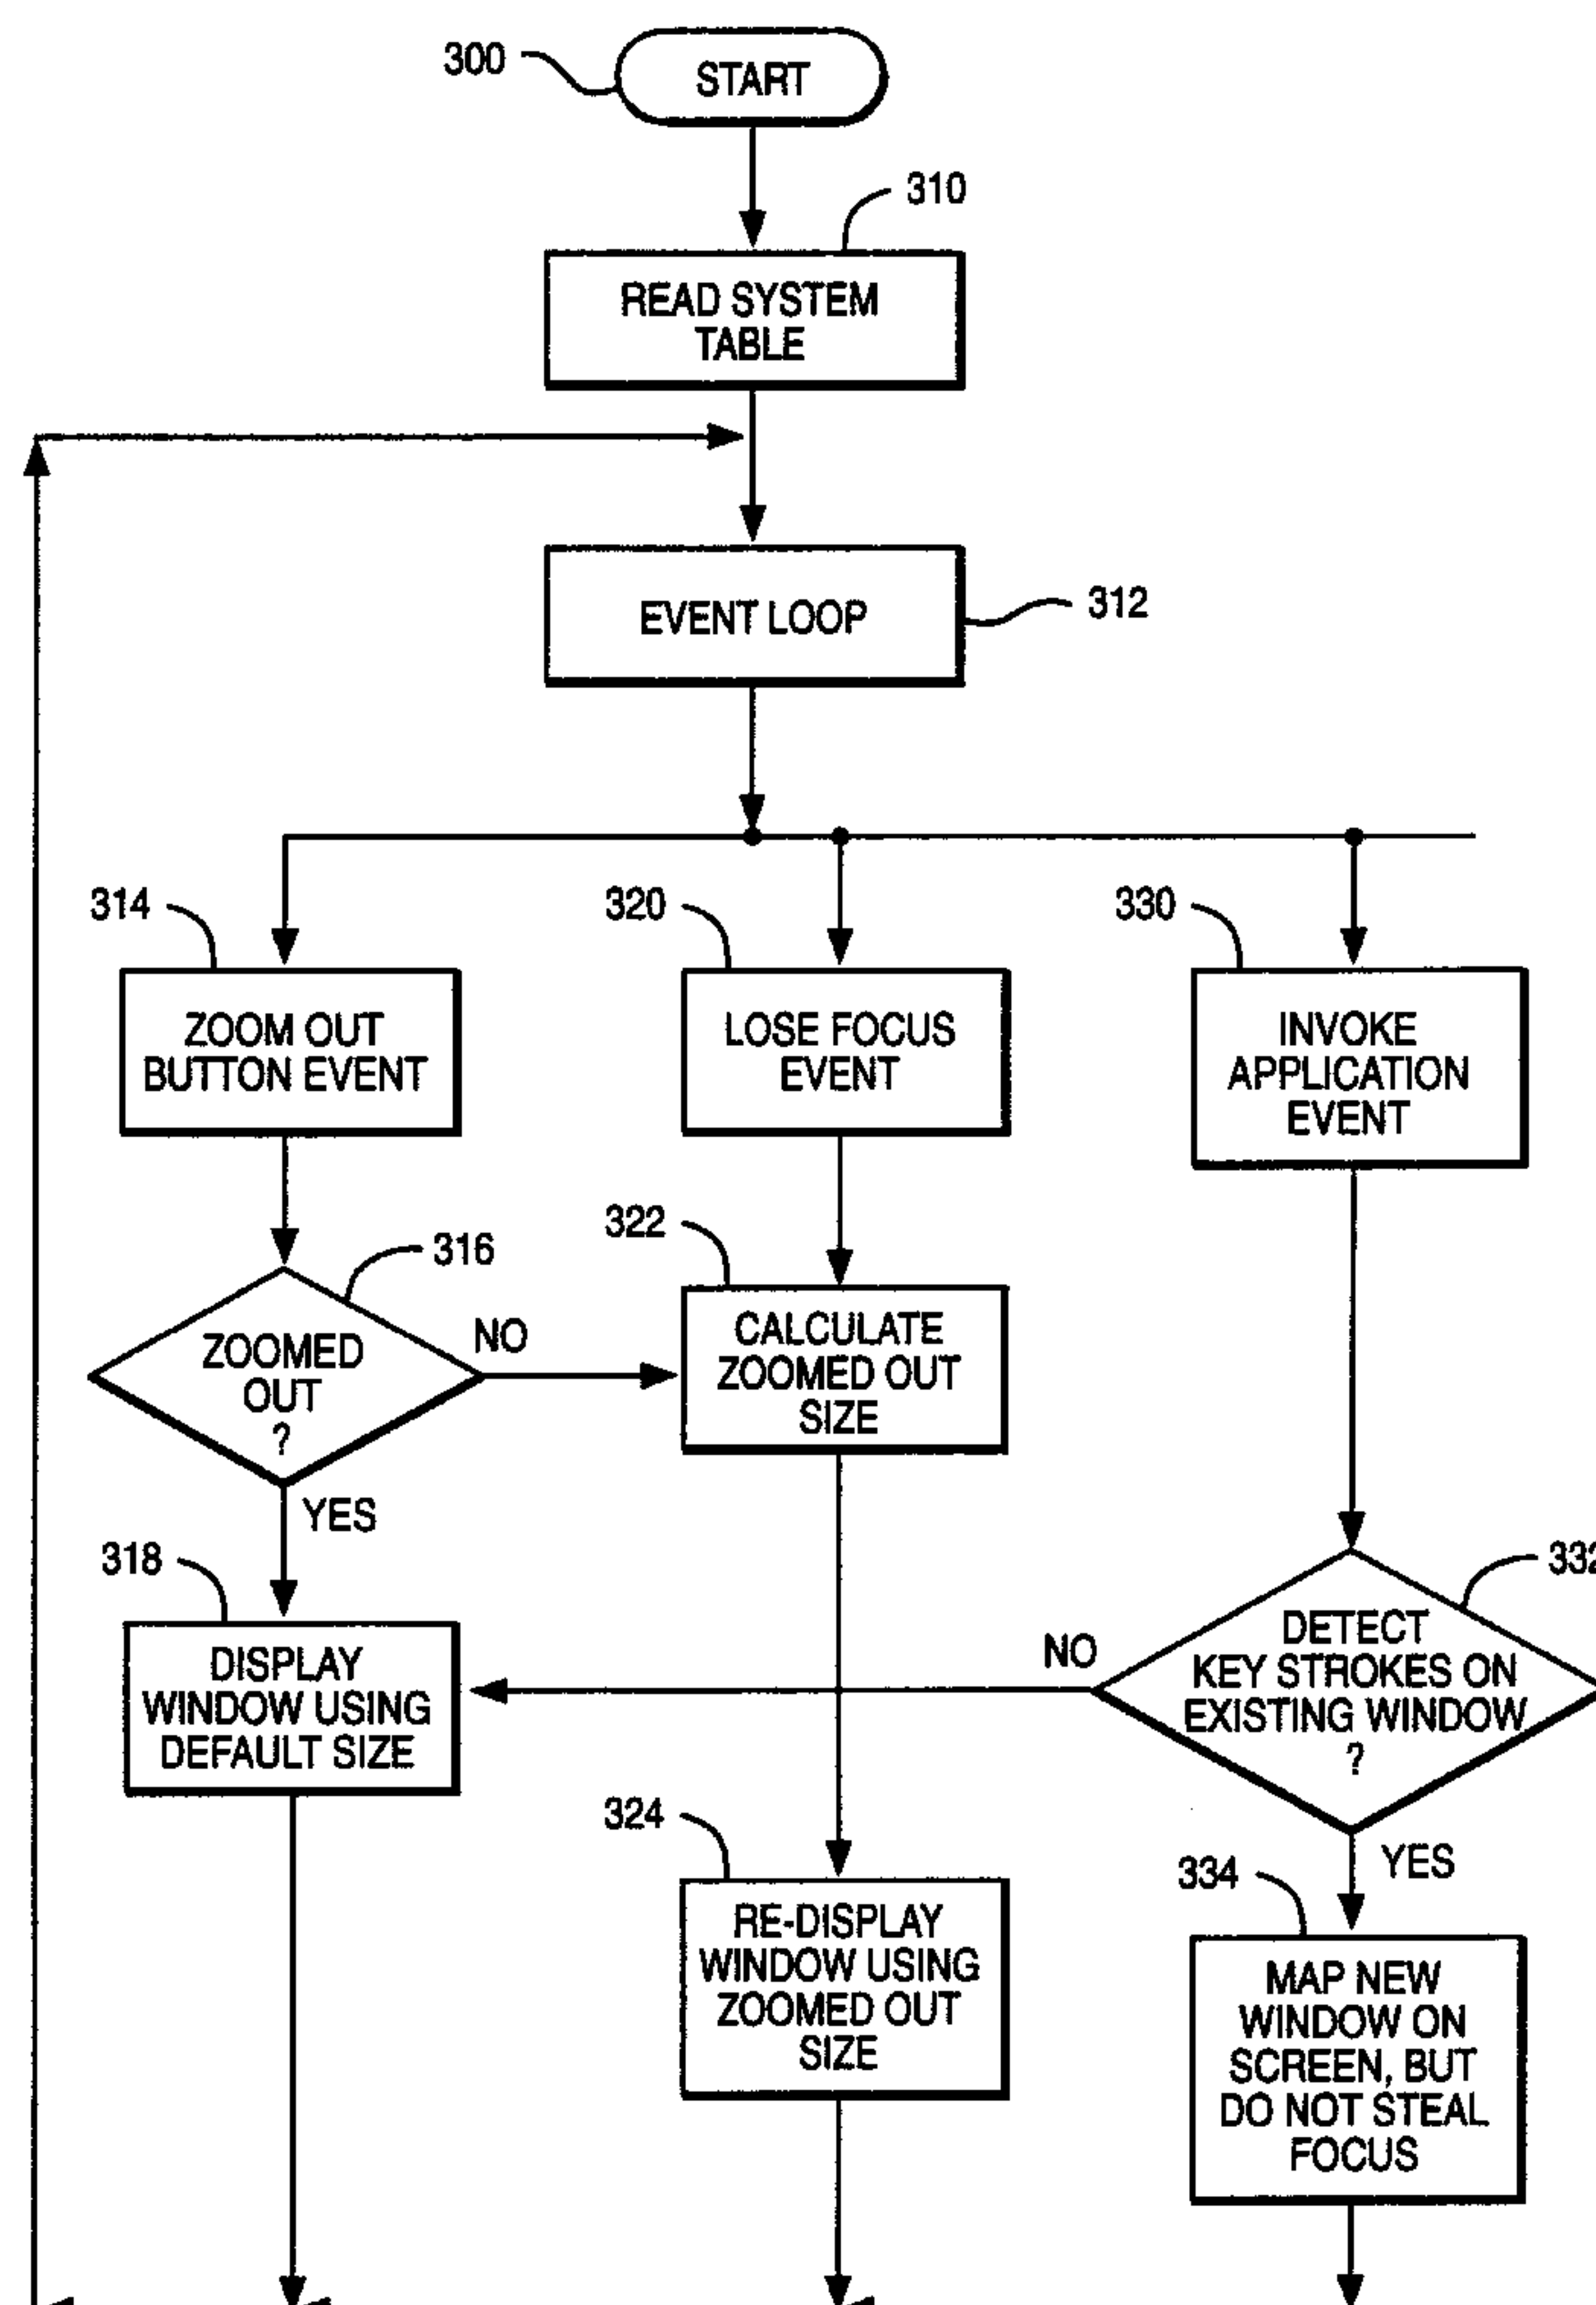 300
START
310
READ SYSTEM
TABLE
EVENT LOOP
312
314
320
330
ZOOM OUT
BUTTON EVENT
LOSE FOCUS
EVENT
INVOKE
APPLICATION
EVENT
316
ZOOMED
OUT
?
NO
YES
322
CALCULATE
ZOOMED OUT
SIZE
318
DISPLAY
WINDOW USING
DEFAULT SIZE
332
DETECT
KEY STROKES ON
EXISTING WINDOW
?
NO
YES
324
RE-DISPLAY
WINDOW USING
ZOOMED OUT
SIZE
334
MAP NEW
WINDOW ON
SCREEN, BUT
DO NOT STEAL
FOCUS